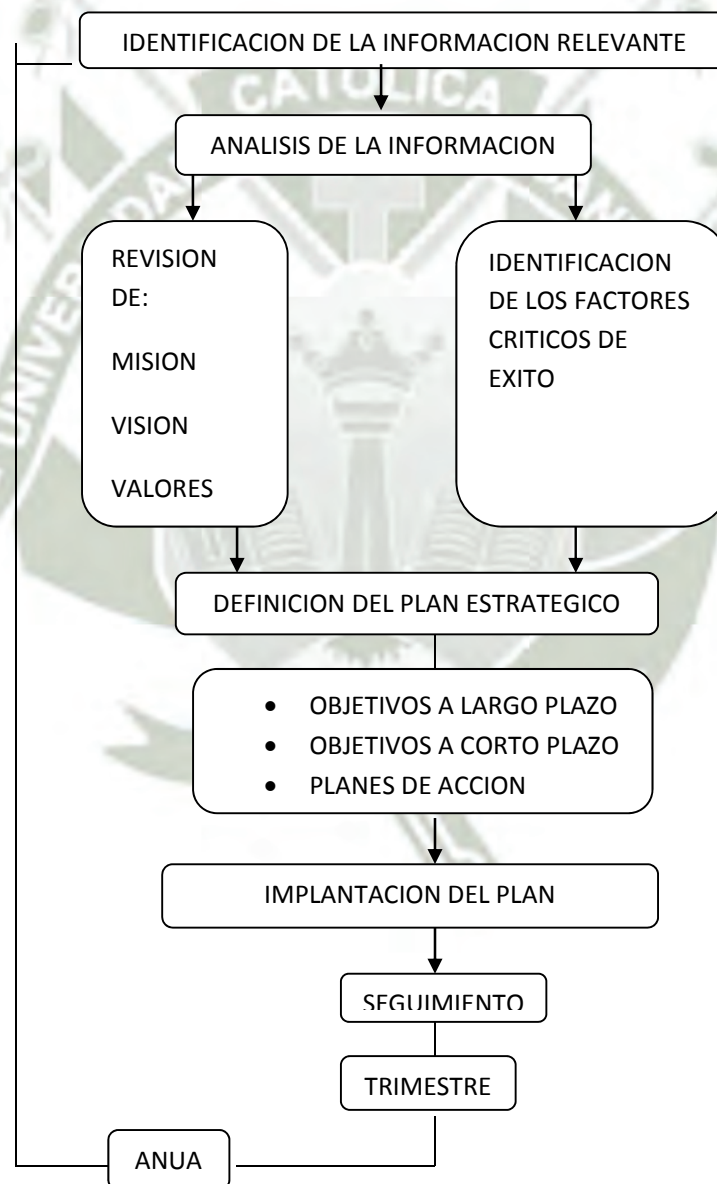 IDENTIFICACION DE LA INFORMACION RELEVANTE
CATOLICA
UNIVER
ANALISIS DE LA INFORMACION
REVISION
DE:
MISION
VISION
VALORES
IDENTIFICACION
DE LOS FACTORES
CRITICOS DE
EXITO
DEFINICION DEL PLAN ESTRATEGICO
• OBJETIVOS A LARGO PLAZO
• OBJETIVOS A CORTO PLAZO
• PLANES DE ACCION
IMPLANTACION DEL PLAN
SEGUIMIENTO
TRIMESTRE
ANUA